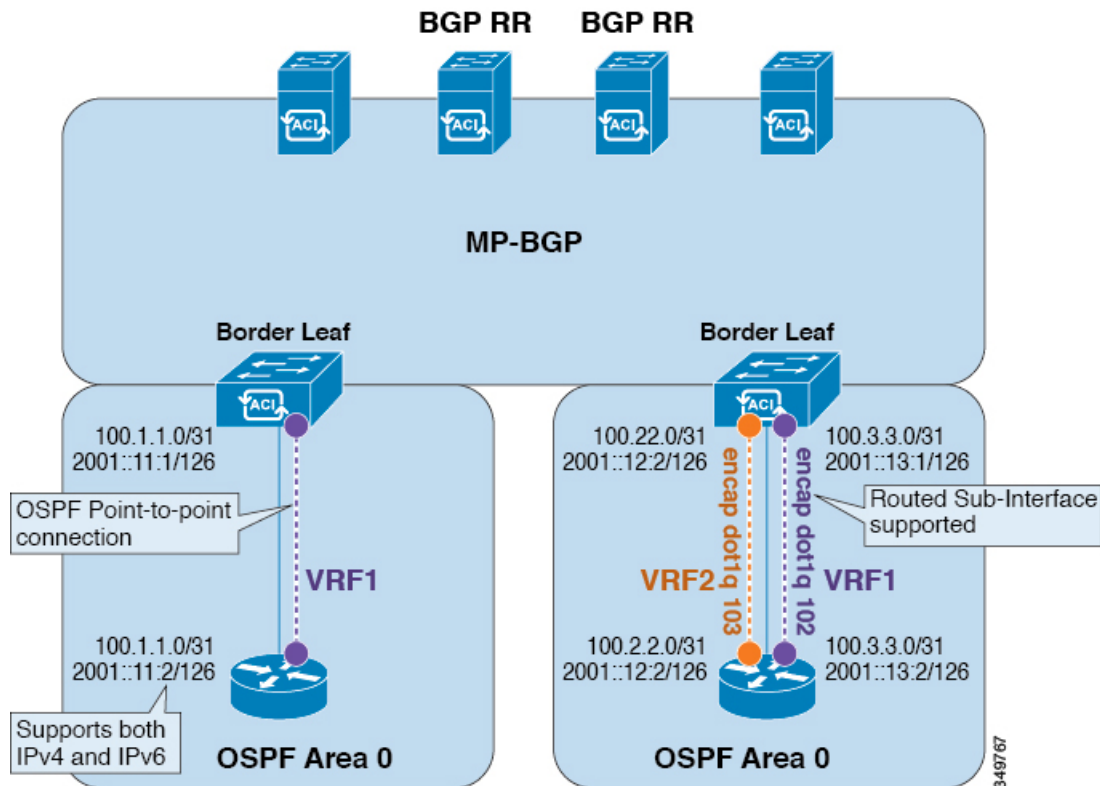 BGP RR
BGP RR
ACI
ACI
ACI
ACI
MP-BGP
Border Leaf
Border Leaf
ACI
ACI
100.1.1.0/31
2001::11:1/126
100.22.0/31
2001::12:2/126
100.3.3.0/31
2001::13:1/126
OSPF Point-to-point
connection
Routed Sub-Interface
supported
encap dot1q 103
encap dot1q 102
VRF1
VRF2
VRF1
100.1.1.0/31
2001::11:2/126
100.2.2.0/31
2001::12:2/126
100.3.3.0/31
2001::13:2/126
Supports both
IPv4 and IPv6
OSPF Area 0
OSPF Area 0
349767